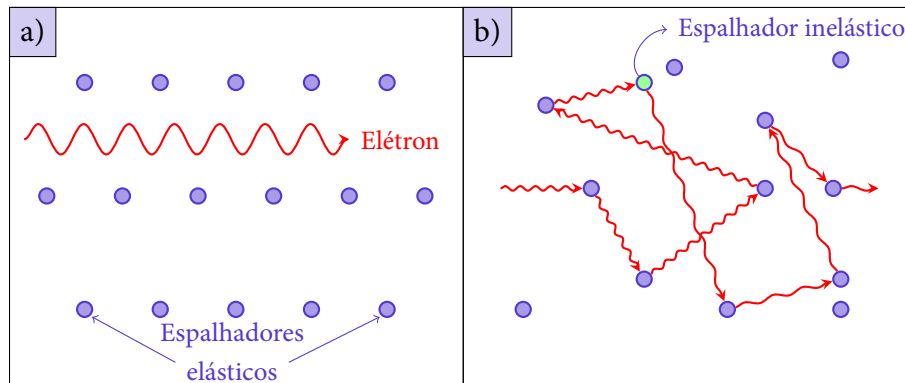 a)
Elétron
Espalhadores
elásticos
b)
Espalhador inelástico